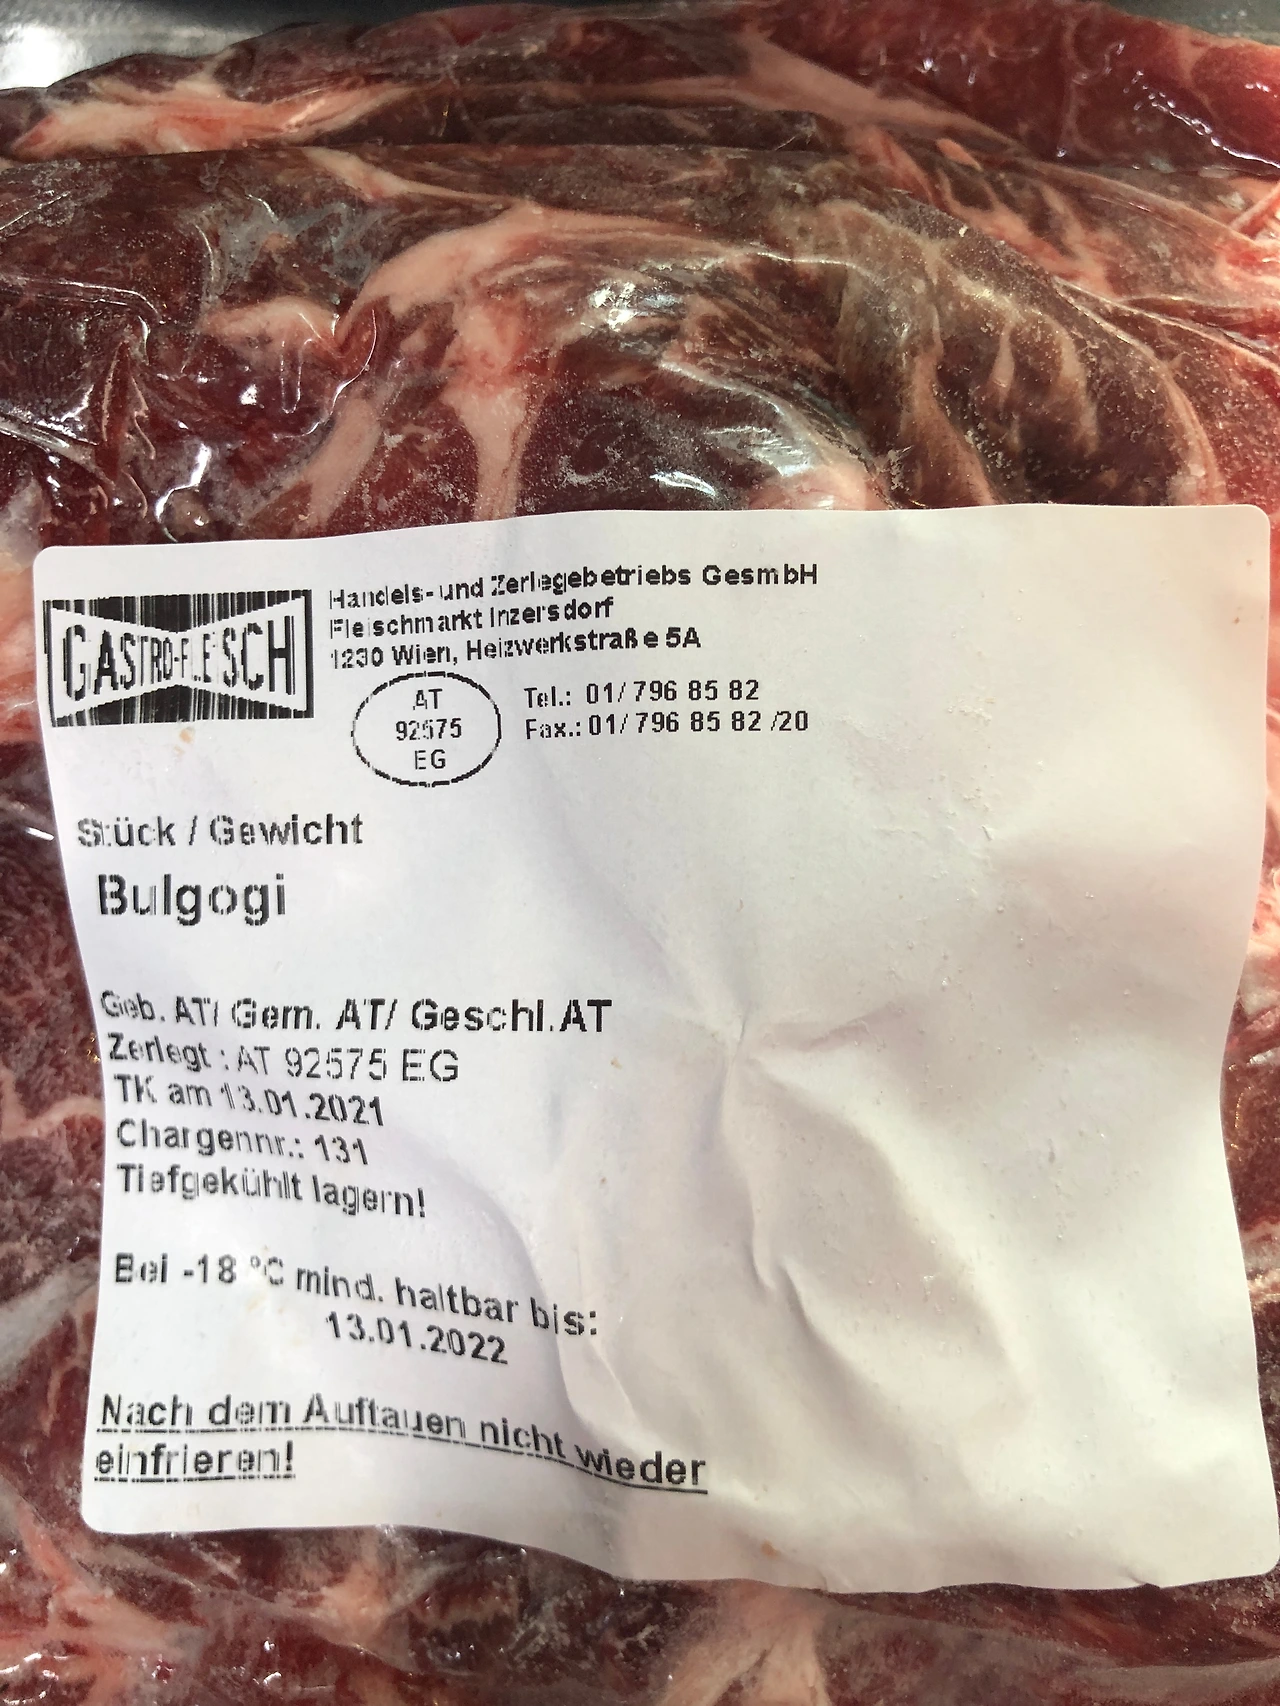 GASTRO-FLEISCH
Handels- und Zerlegebetriebs GesmbH
Fleischmarkt Inzersdorf
1230 Wien, Heizwerkstraße 5A
AT
92575
EG
Tel.: 01/ 796 85 82
Fax.: 01/ 796 85 82 /20
Stück / Gewicht
Bulgogi
Geb. AT/ Gem. AT/ Geschl.AT
Zerlegt : AT 92575 EG
TK am 13.01.2021
Chargennr.: 131
Tiefgekühlt lagern!
Bei -18 °C mind. haltbar bis:
13.01.2022
Nach dem Auftauen nicht wieder
einfrieren!